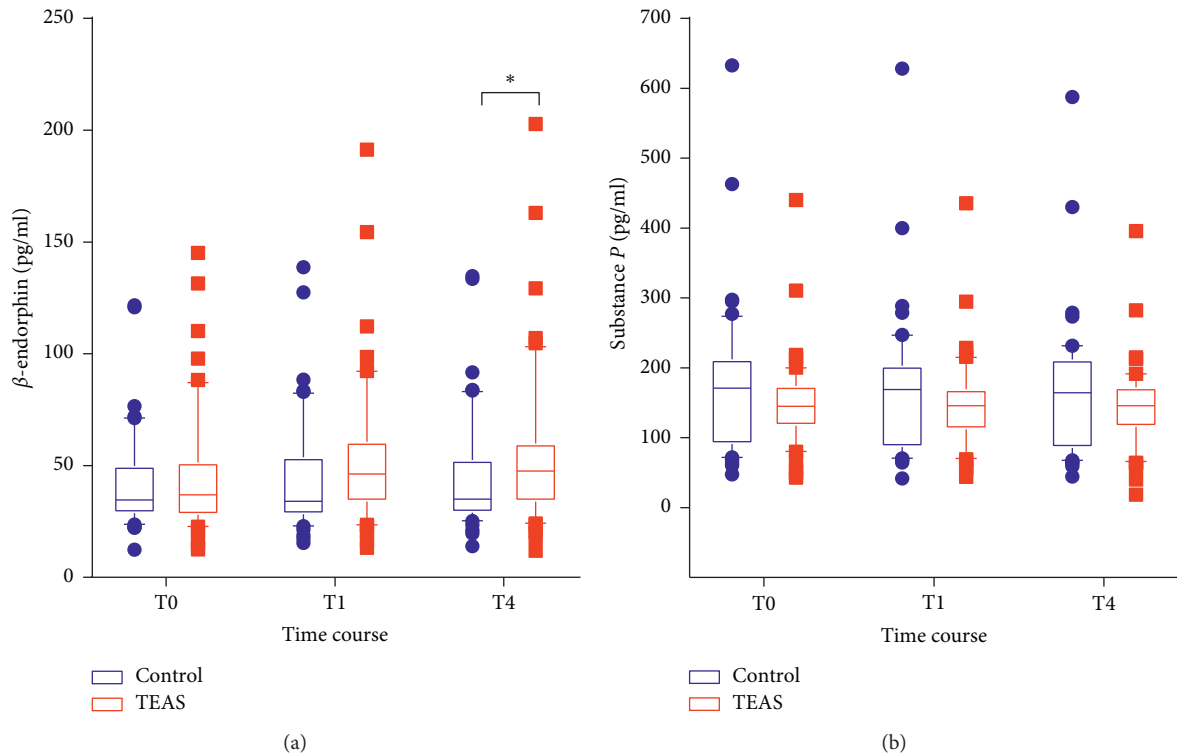 250
200
150
100
50
0
β-endorphin (pg/ml)
*
T0 T1 T4
Time course
Control
TEAS
(a)
700
600
500
400
300
200
100
0
Substance P (pg/ml)
T0 T1 T4
Time course
Control
TEAS
(b)